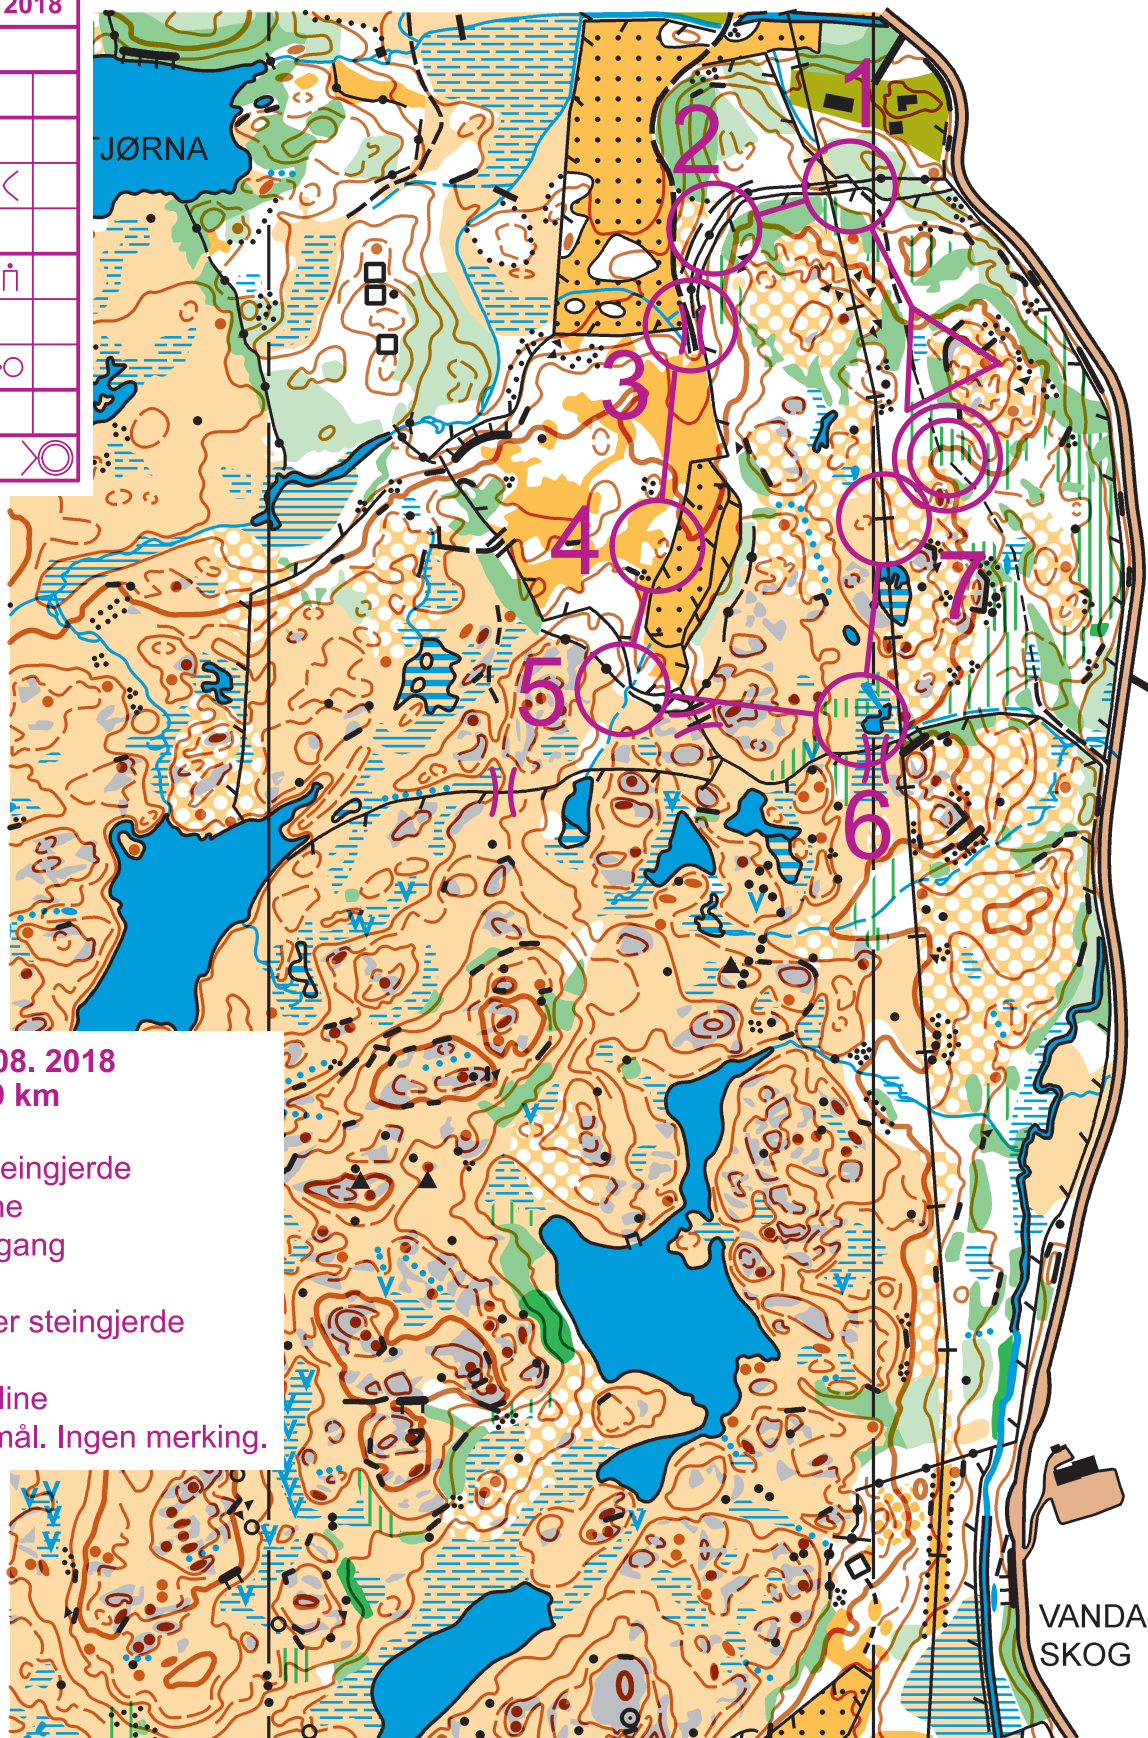 2018
TJØRNA
1
2
3
4
5
6
7
08. 2018
0 km
eingjerde
ne
gang
er steingjerde
line
mål. Ingen merking.
VANDA
SKOG